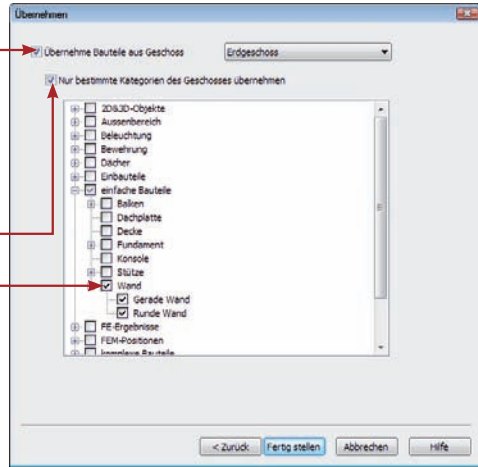 Übernehmen
Übernehme Bauteile aus Geschoss Erdgeschoss
Nur bestimmte Kategorien des Geschosses übernehmen
2D&3D-Objekte
Aussenbereich
Beleuchtung
Bewehrung
Dächer
Einbauteile
einfache Bauteile
Balken
Dachplatte
Decke
Fundament
Konsole
Stütze
Wand
Gerade Wand
Runde Wand
FE-Ergebnisse
FEM-Positionen
komplexe Bauteile
< Zurück Fertig stellen Abbrechen Hilfe